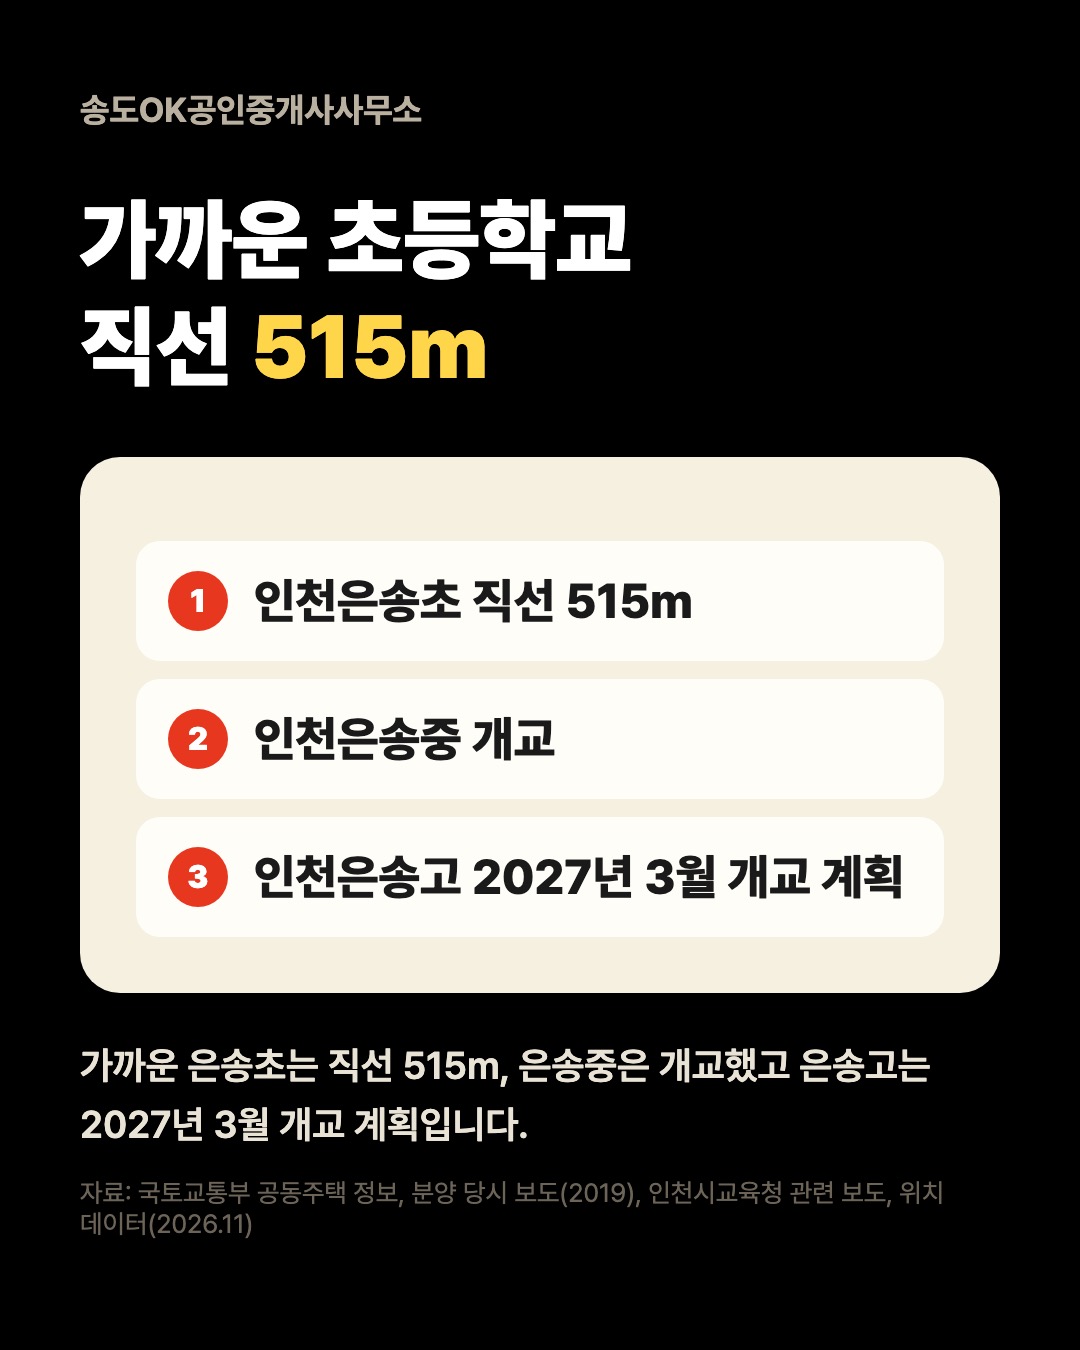 송도OK공인중개사사무소
가까운 초등학교
직선 515m
1 인천은송초 직선 515m
2 인천은송중 개교
3 인천은송고 2027년 3월 개교 계획
가까운 은송초는 직선 515m, 은송중은 개교했고 은송고는
2027년 3월 개교 계획입니다.
자료: 국토교통부 공동주택 정보, 분양 당시 보도(2019), 인천시교육청 관련 보도, 위치
데이터(2026.11)